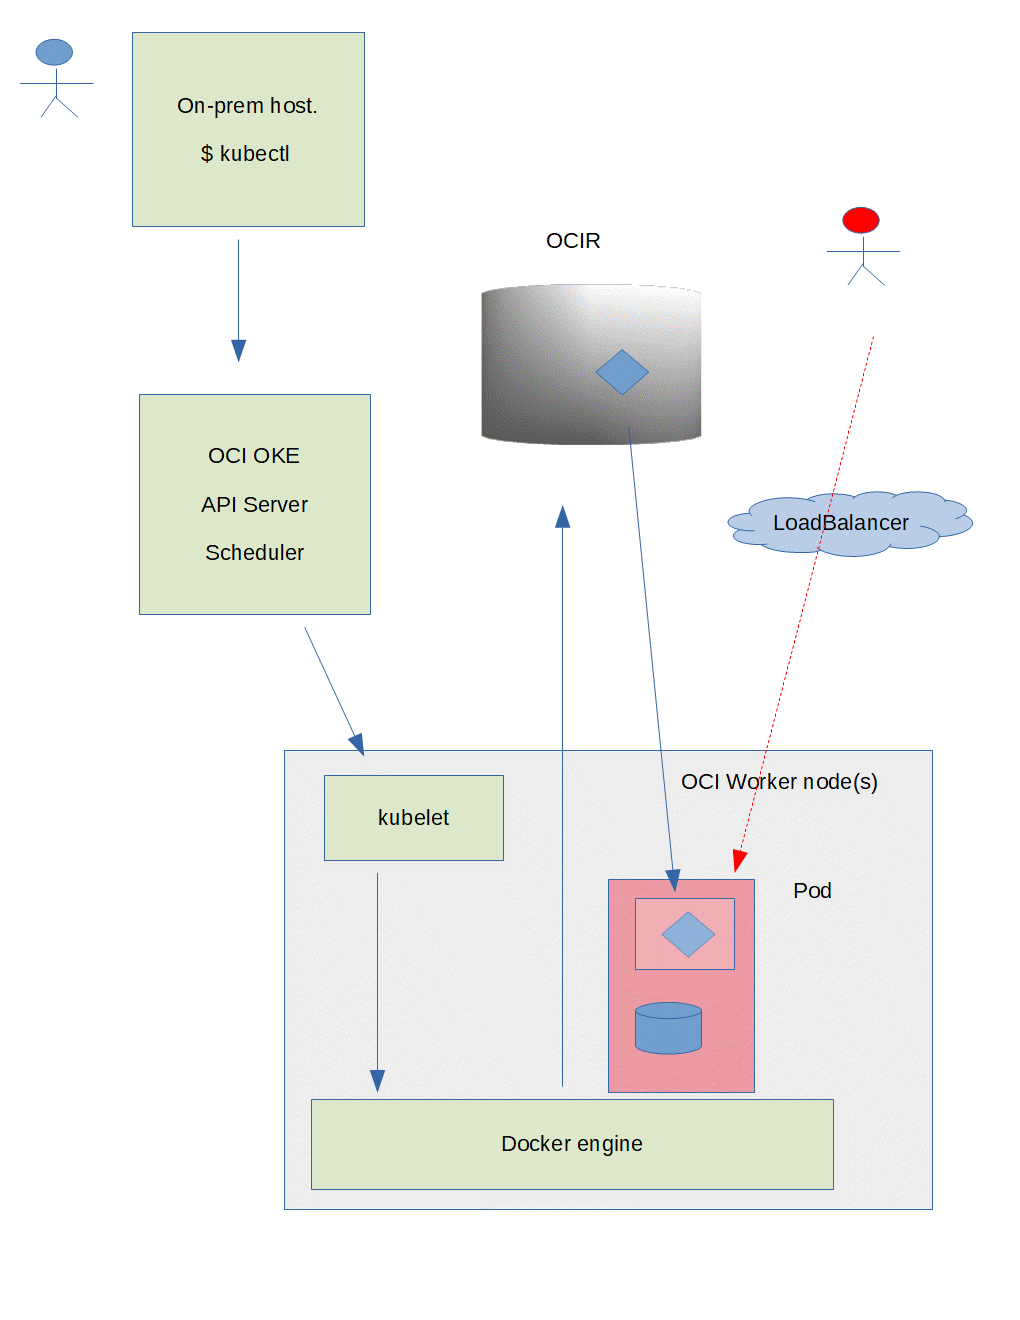 On-prem host.
$ kubectl
OCIR
OCI OKE
API Server
Scheduler
LoadBalancer
OCI Worker node(s)
kubelet
Pod
Docker engine